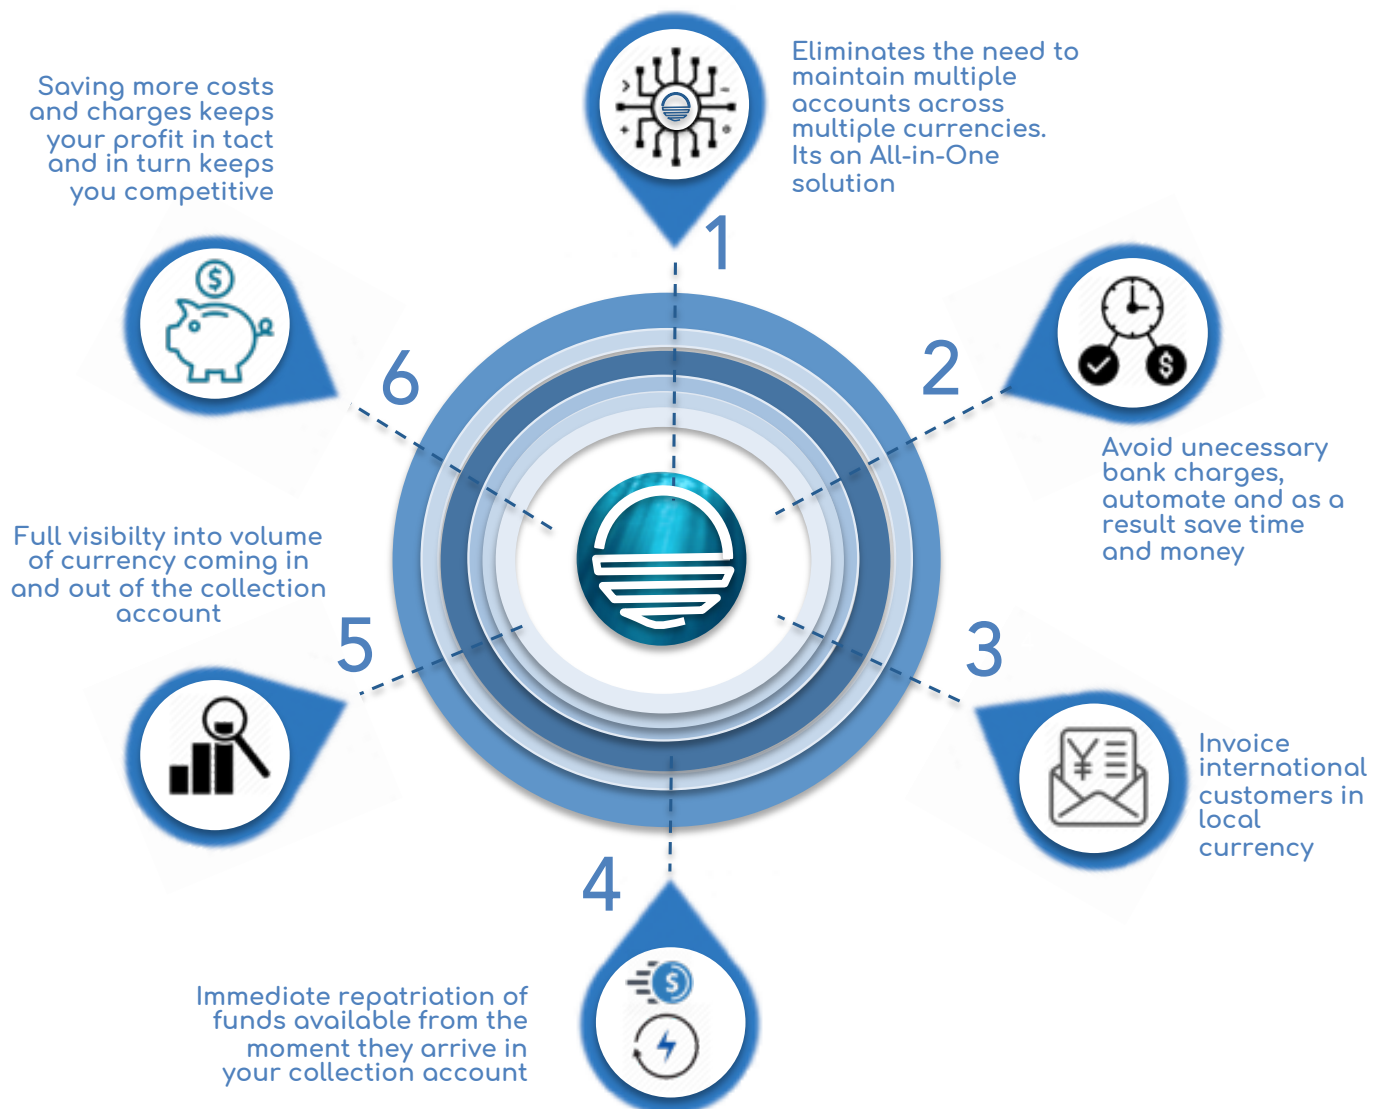 Eliminates the need to
maintain multiple
accounts across
multiple currencies.
Its an All-in-One
solution
1
2
Avoid unecessary
bank charges,
automate and as a
result save time
and money
3
Invoice
international
customers in
local
currency
4
Immediate repatriation of
funds available from the
moment they arrive in
your collection account
5
Full visibilty into volume
of currency coming in
and out of the collection
account
6
Saving more costs
and charges keeps
your profit in tact
and in turn keeps
you competitive